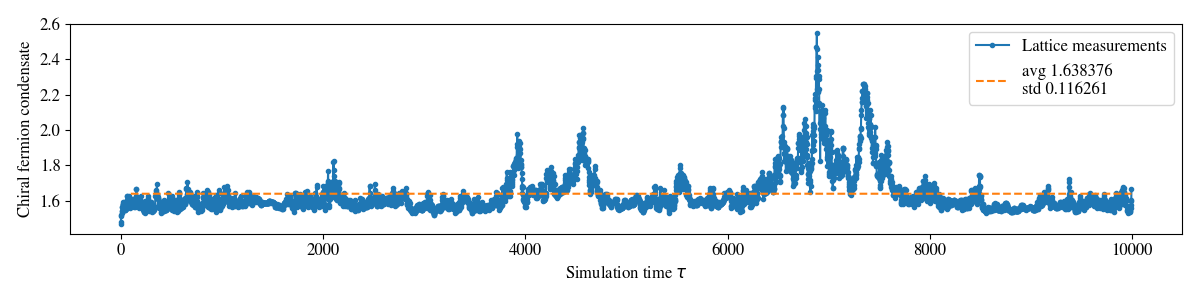 2.6
2.4
2.2
2.0
1.8
1.6
Chiral fermion condensate
Lattice measurements
avg 1.638376
std 0.116261
0 2000 4000 6000 8000 10000
Simulation time τ